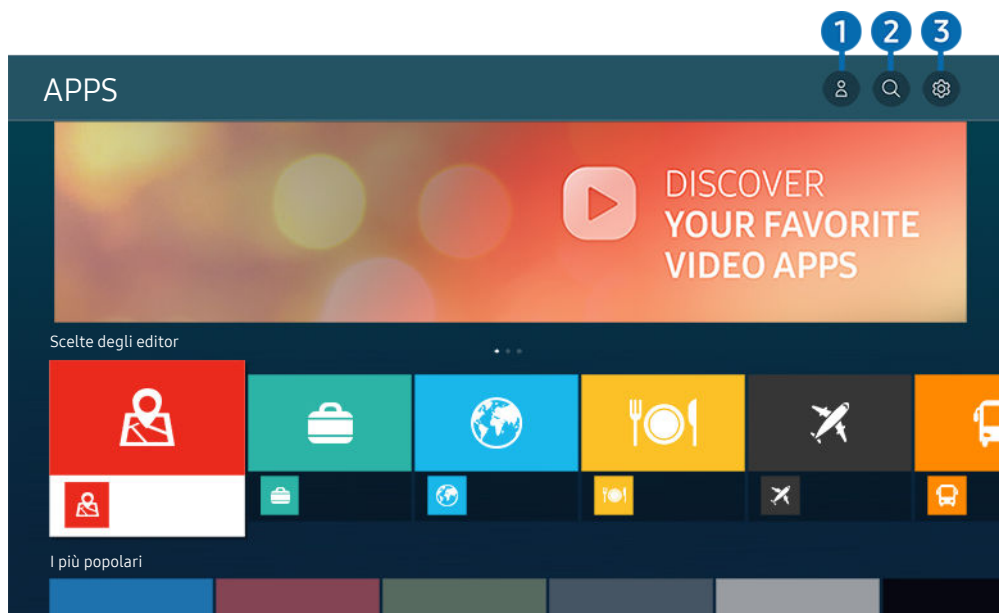 1 2 3
APPS
DISCOVER
YOUR FAVORITE
VIDEO APPS
Scelte degli editor
I più popolari